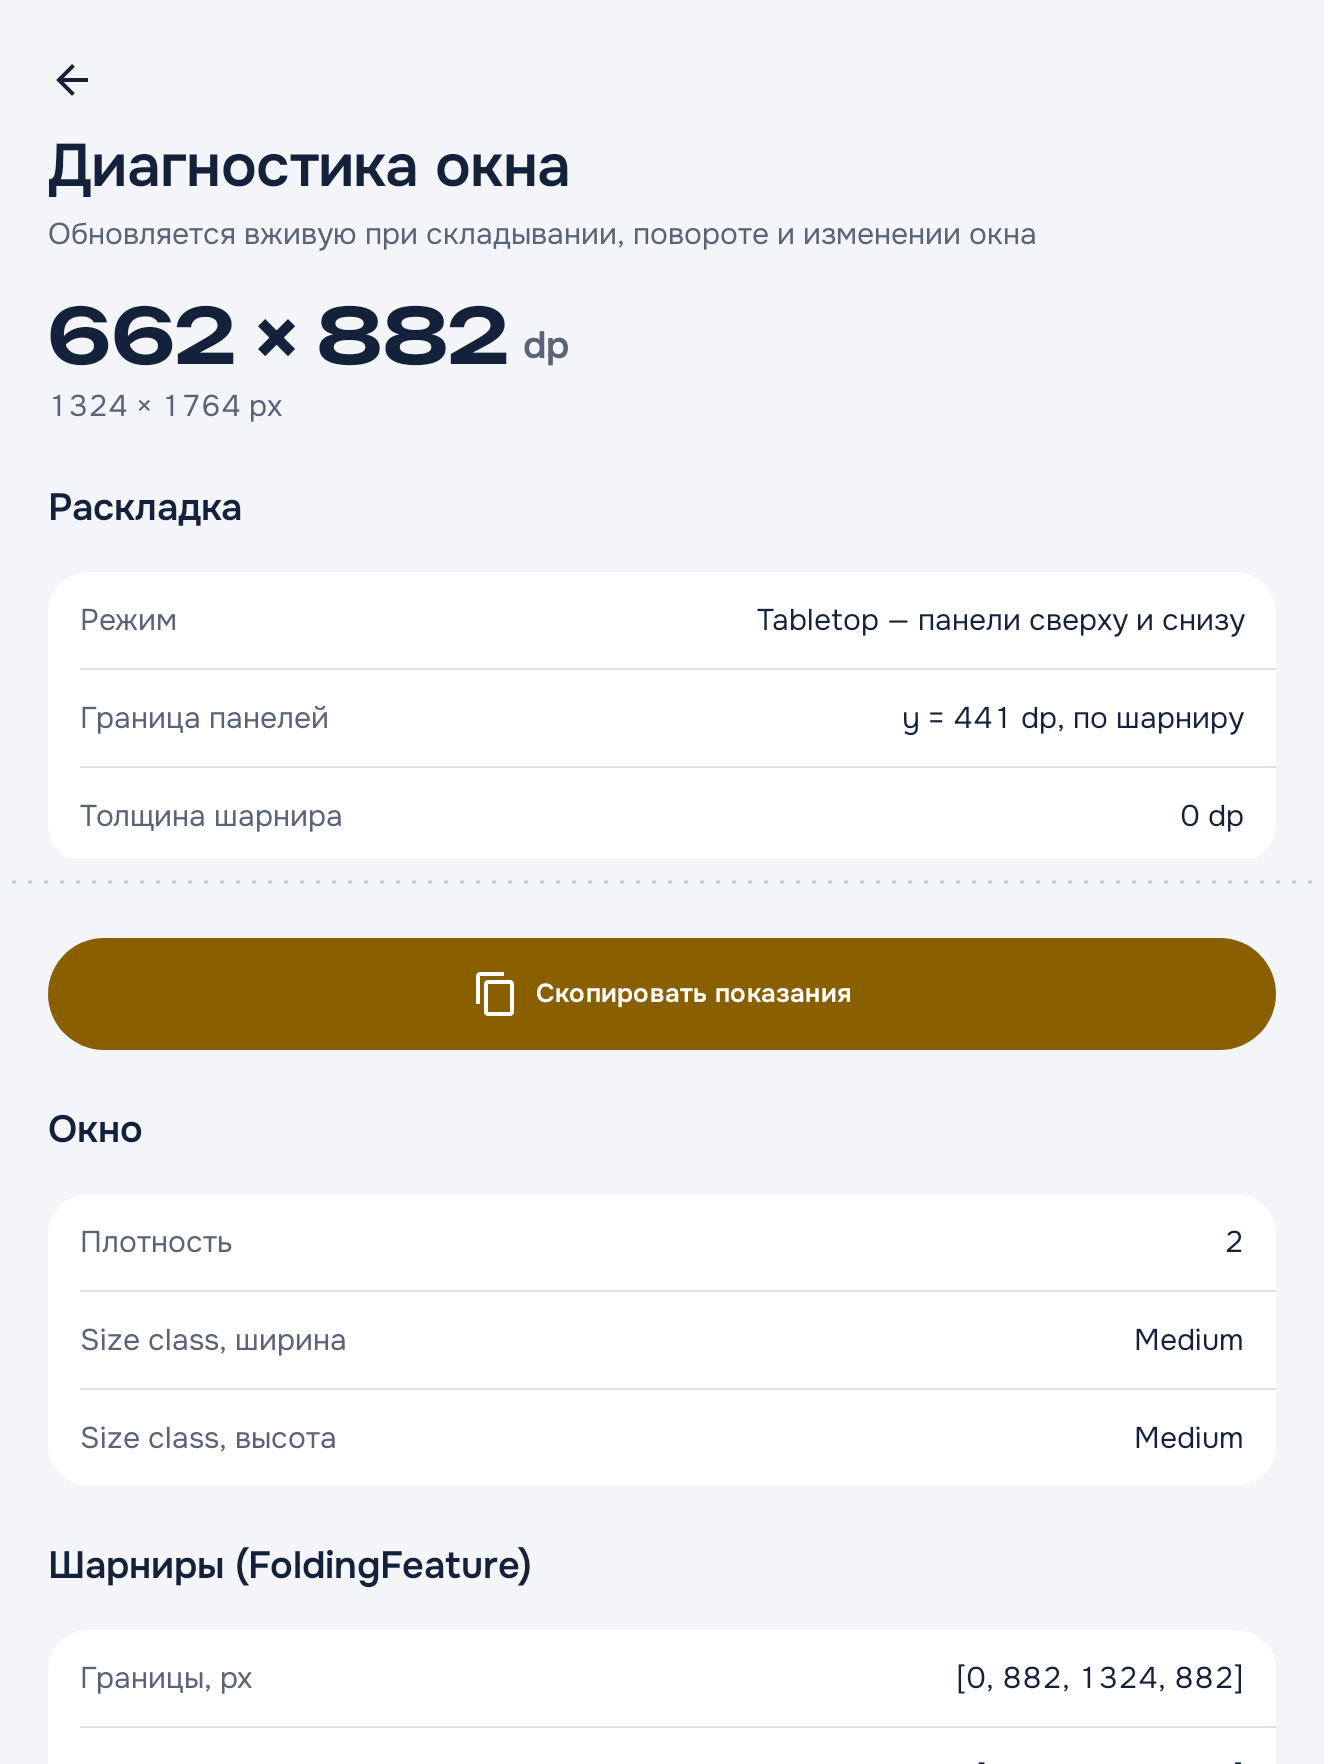 Диагностика окна
Обновляется вживую при складывании, повороте и изменении окна
662 × 882 dp
1324 × 1764 px
Раскладка
Режим Tabletop — панели сверху и снизу
Граница панелей y = 441 dp, по шарниру
Толщина шарнира 0 dp
Скопировать показания
Окно
Плотность 2
Size class, ширина Medium
Size class, высота Medium
Шарниры (FoldingFeature)
Границы, px [0, 882, 1324, 882]